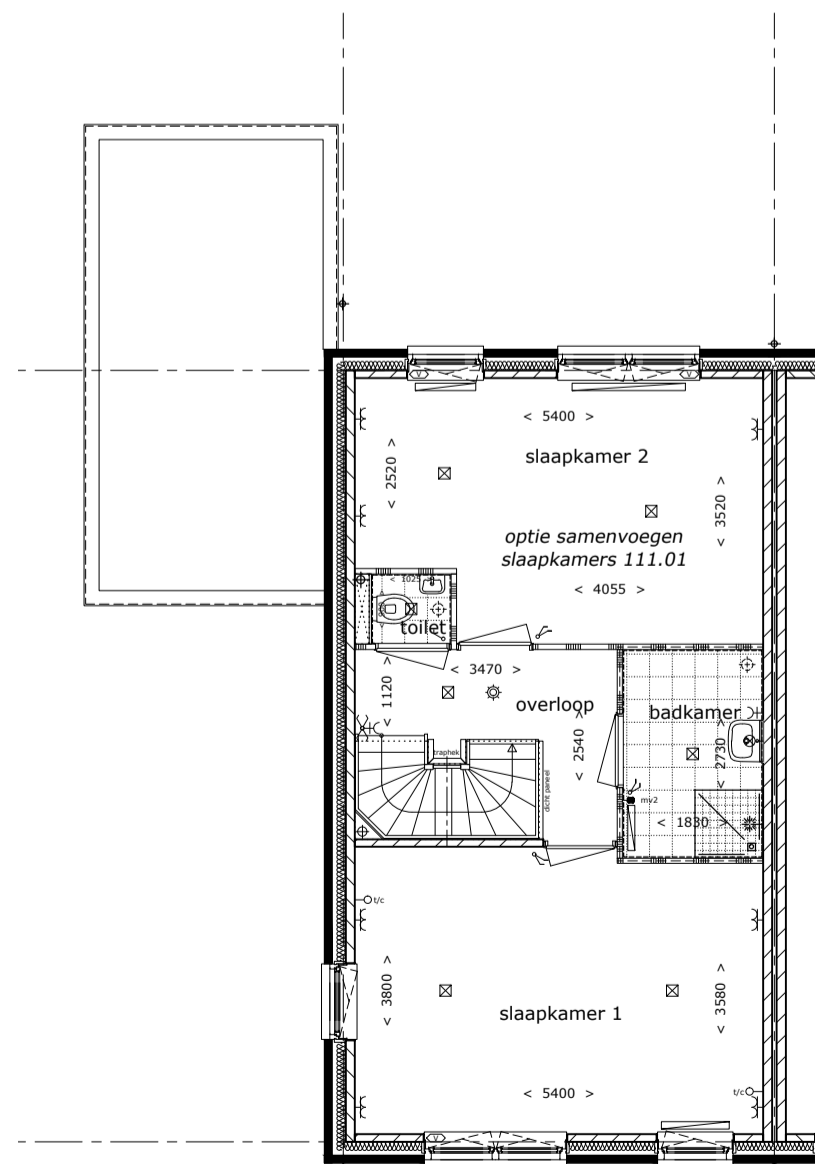 V
V
< 5400 >
slaapkamer 2
< 2520 >
< 3520 >
optie samenvoegen
slaapkamers 111.01
< 4055 >
< 1025 >
toilet
< 3470 >
< 1120 >
overloop
badkamer
traphek
< 2540 >
< 2730 >
dicht paneel
mv2
< 1830 >
t/c
< 3800 >
< 3580 >
slaapkamer 1
< 5400 >
t/c
V